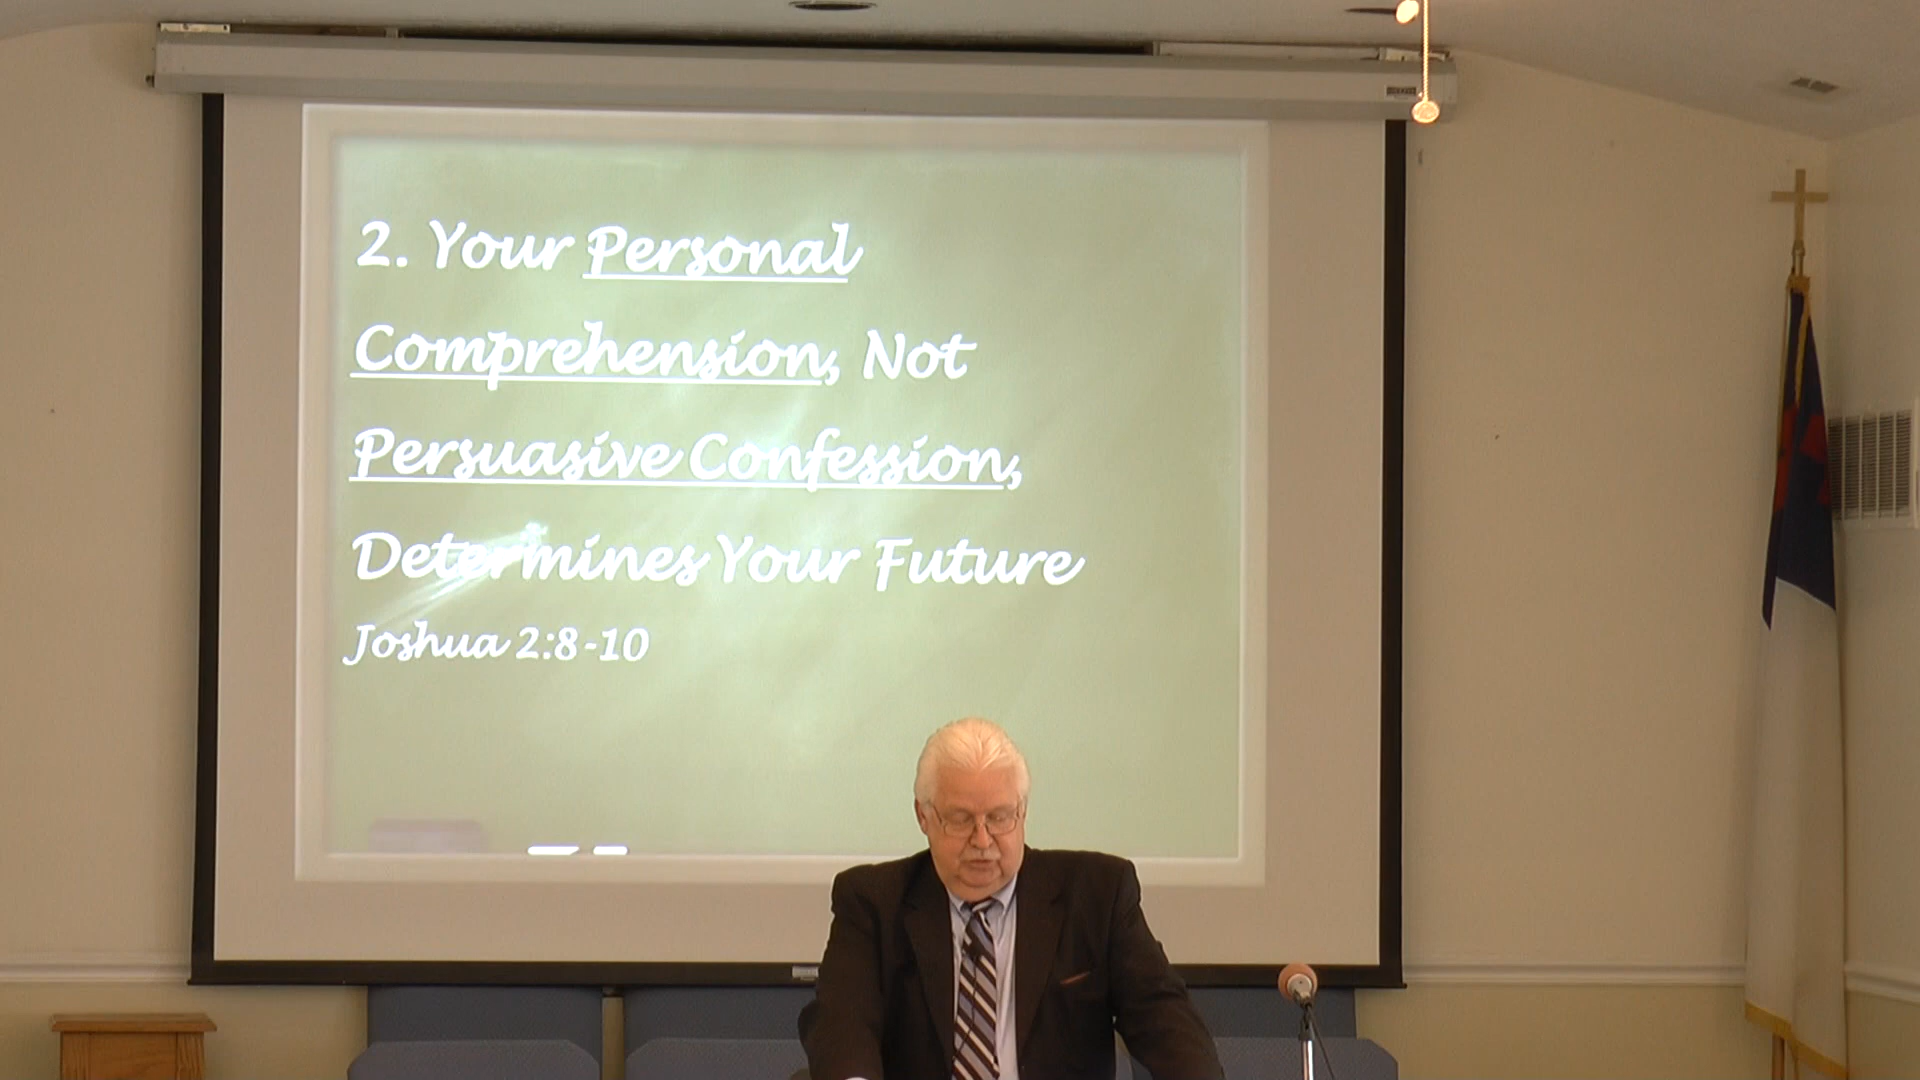 2. Your Personal
Comprehension, Not
Persuasive Confession,
Determines Your Future
Joshua 2:8-10